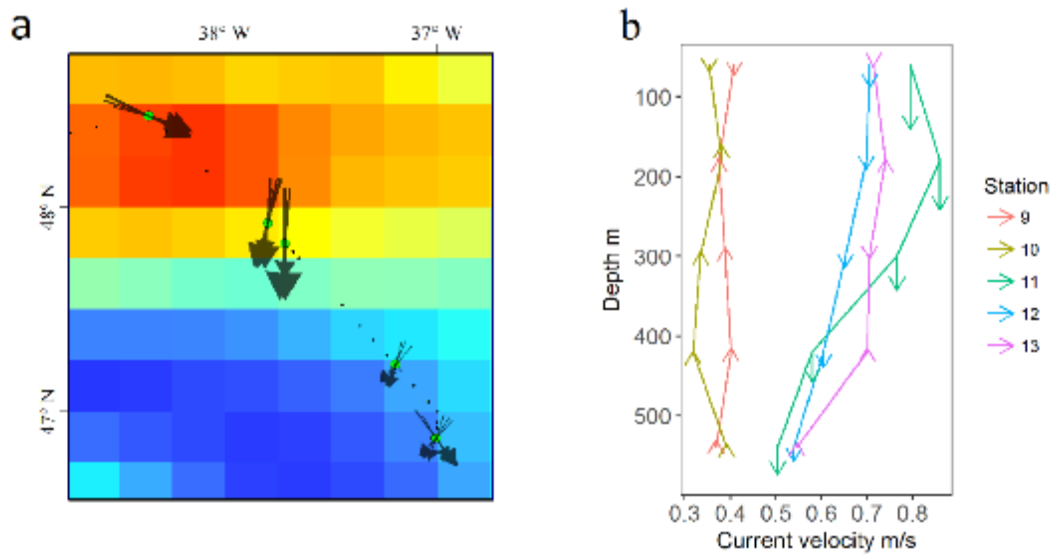 a
38° W
37° W
48° N
47° N
b
Depth m
100
200
300
400
500
0.3 0.4 0.5 0.6 0.7 0.8
Current velocity m/s
Station
9
10
11
12
13